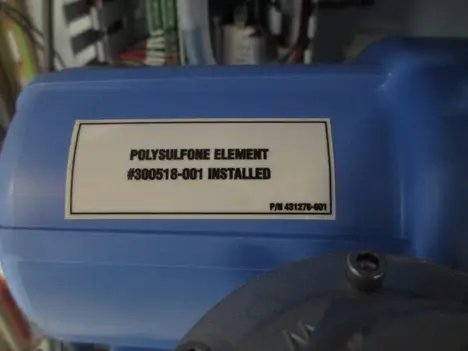 POLYSULFONE ELEMENT
#300518-001 INSTALLED
P/N 431276-001
M